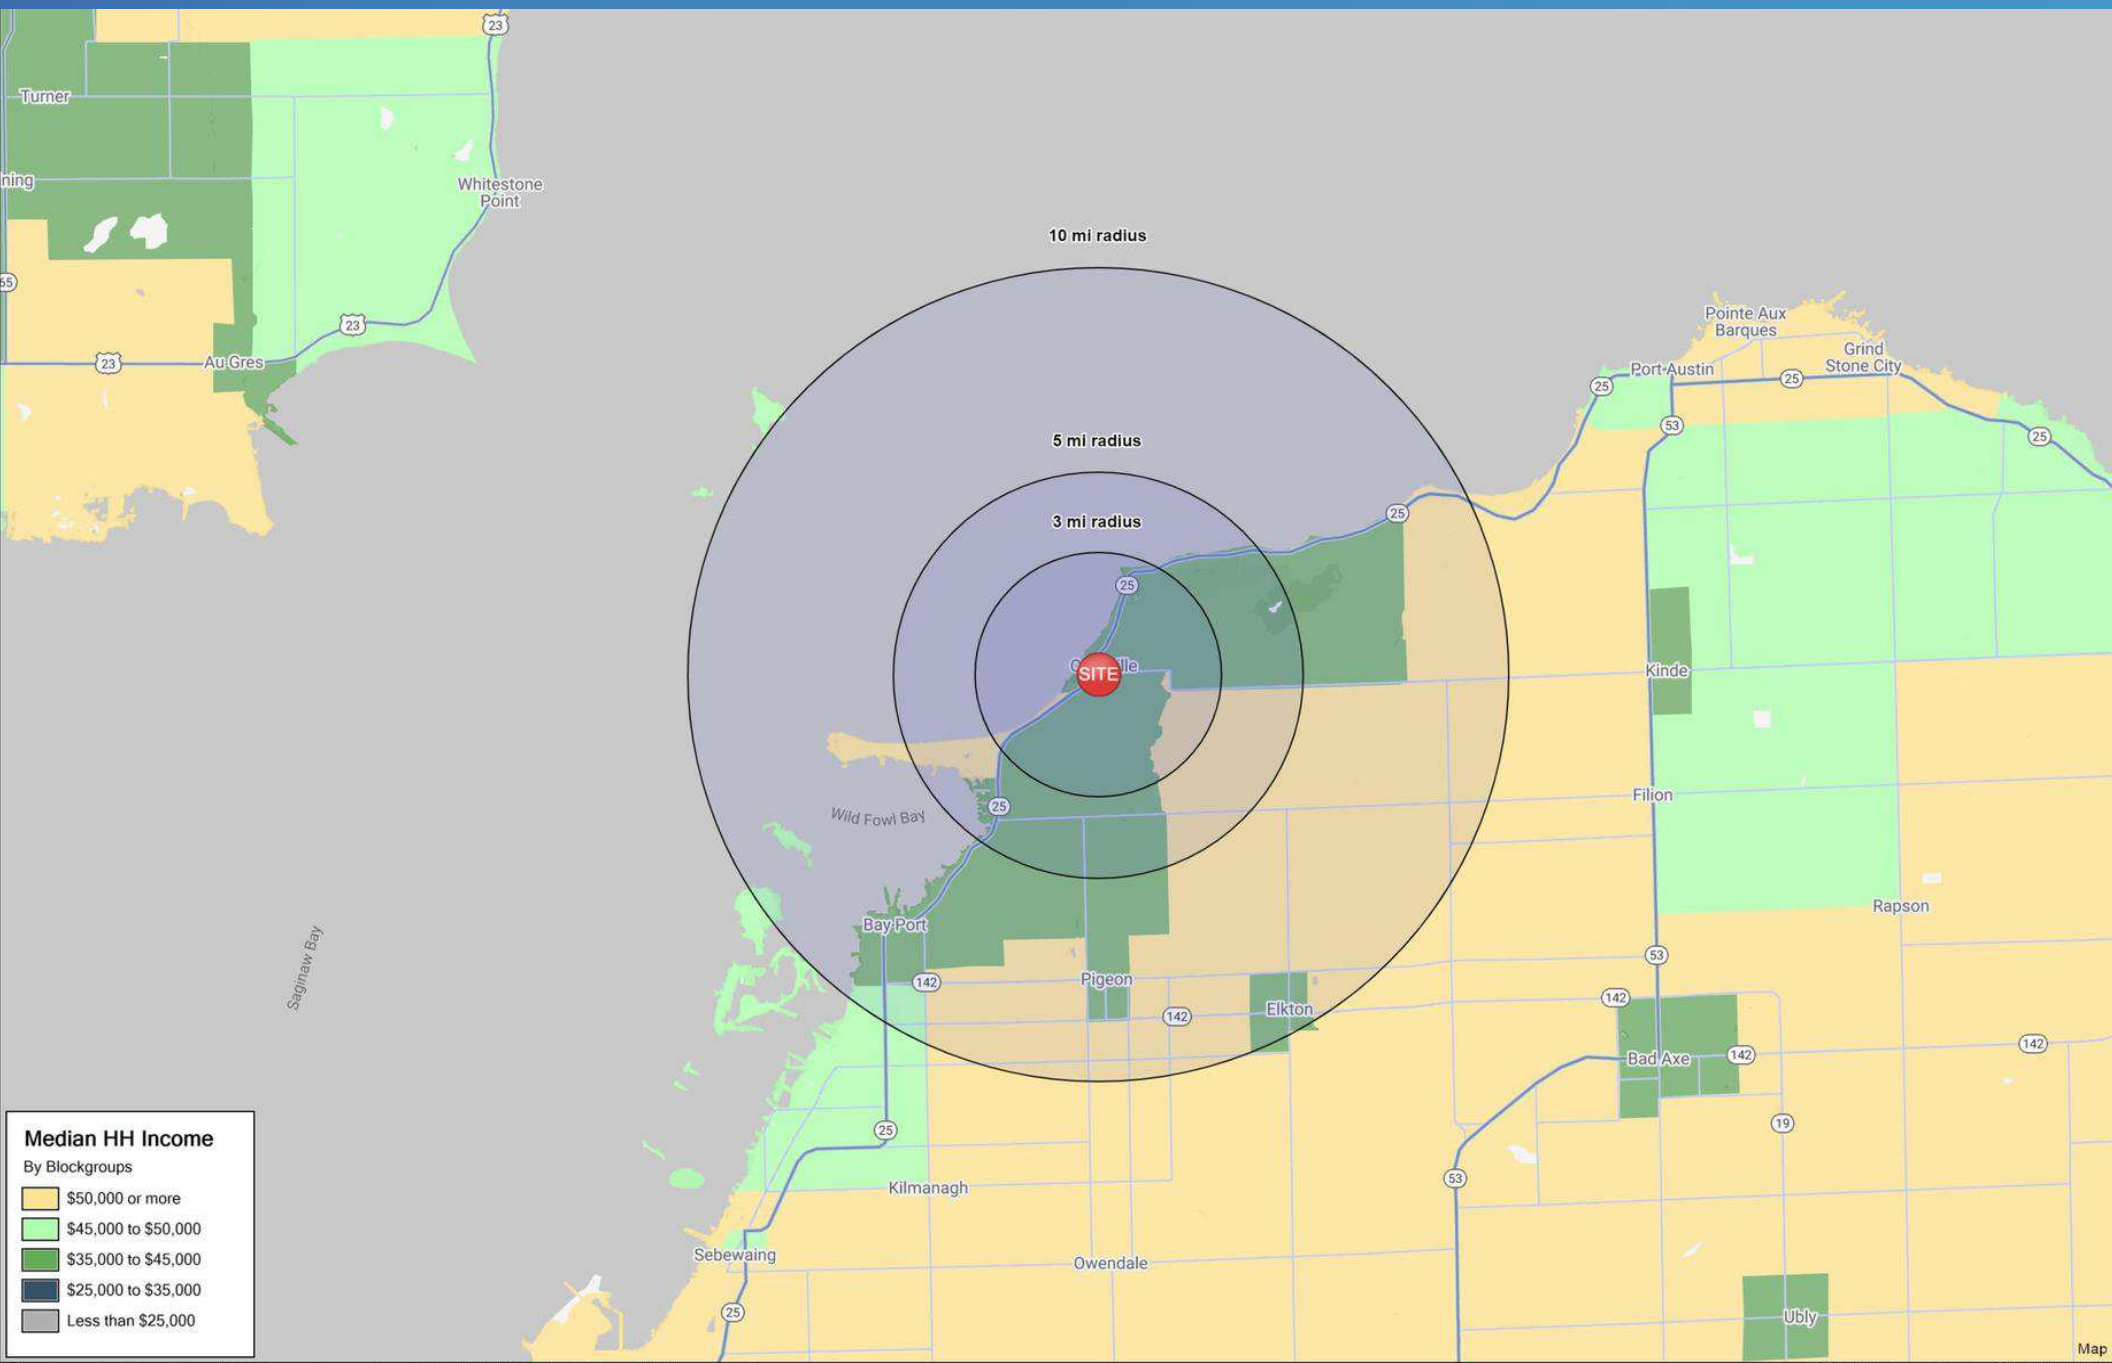 23
Turner
ning
Whitestone
Point
10 mi radius
65
23
23
Au Gres
Pointe Aux
Barques
Grind
Stone City
Port Austin
25
25
53
25
5 mi radius
3 mi radius
25
25
SITE
Kinde
25
Wild Fowl Bay
Filion
Bay Port
Rapson
Saginaw Bay
142
Pigeon
53
142
Elkton
142
Bad Axe
142
142
25
19
53
Kilmanagh
Sebewaing
Owendale
25
Ubly
Median HH Income
By Blockgroups
$50,000 or more
$45,000 to $50,000
$35,000 to $45,000
$25,000 to $35,000
Less than $25,000
Map